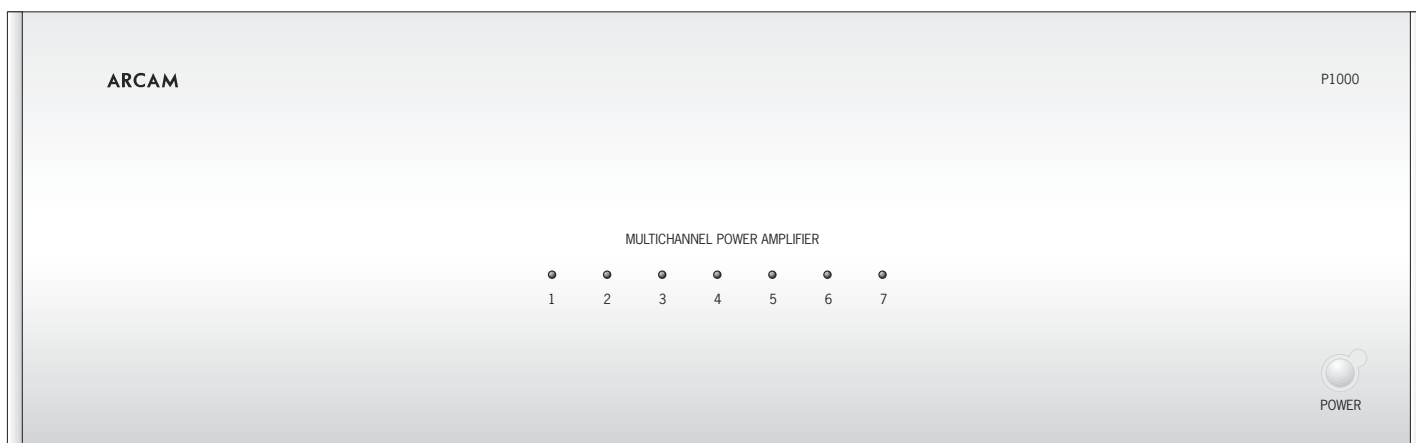 ARCAM
P1000
MULTICHANNEL POWER AMPLIFIER
1 2 3 4 5 6 7
POWER